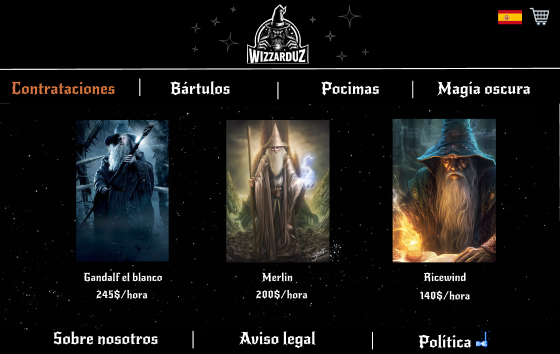 WIZZARDUZ
Contrataciones
Bártulos
Pocimas
Magía oscura
Gandalf el blanco
245$/hora
Merlin
200$/hora
Ricewind
140$/hora
Sobre nosotros
Aviso legal
Política